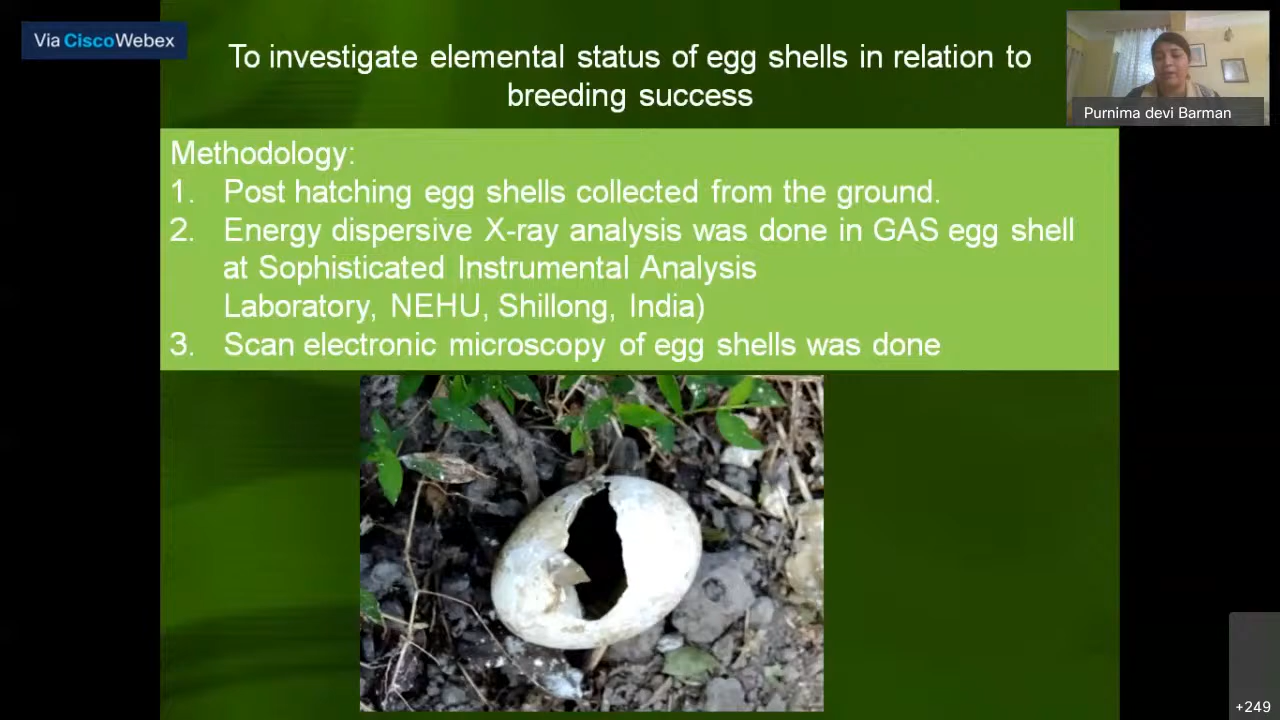 Via Cisco Webex
To investigate elemental status of egg shells in relation to
breeding success
Purnima devi Barman
Methodology:
1. Post hatching egg shells collected from the ground.
2. Energy dispersive X-ray analysis was done in GAS egg shell
at Sophisticated Instrumental Analysis
Laboratory, NEHU, Shillong, India)
3. Scan electronic microscopy of egg shells was done
+249